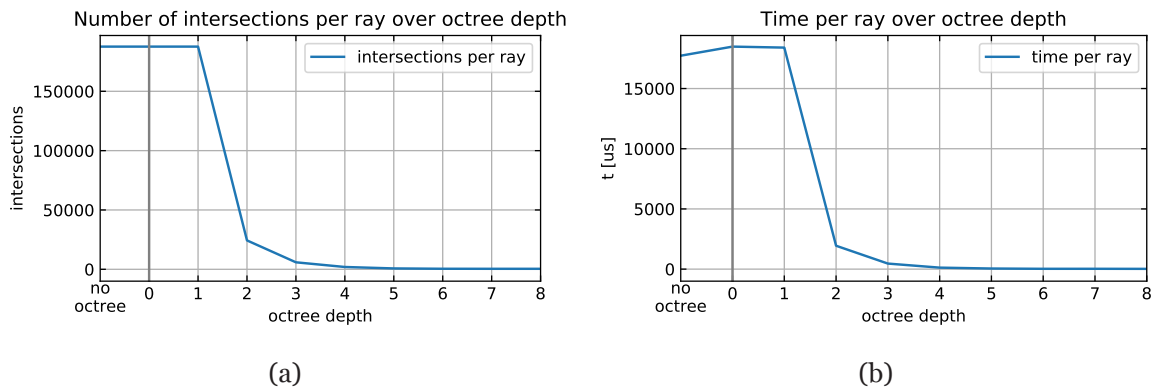 Number of intersections per ray over octree depth
intersections per ray
150000
100000
50000
0
intersections
no
octree
0 1 2 3 4 5 6 7 8
octree depth
(a)
Time per ray over octree depth
time per ray
15000
10000
5000
0
t [us]
no
octree
0 1 2 3 4 5 6 7 8
octree depth
(b)